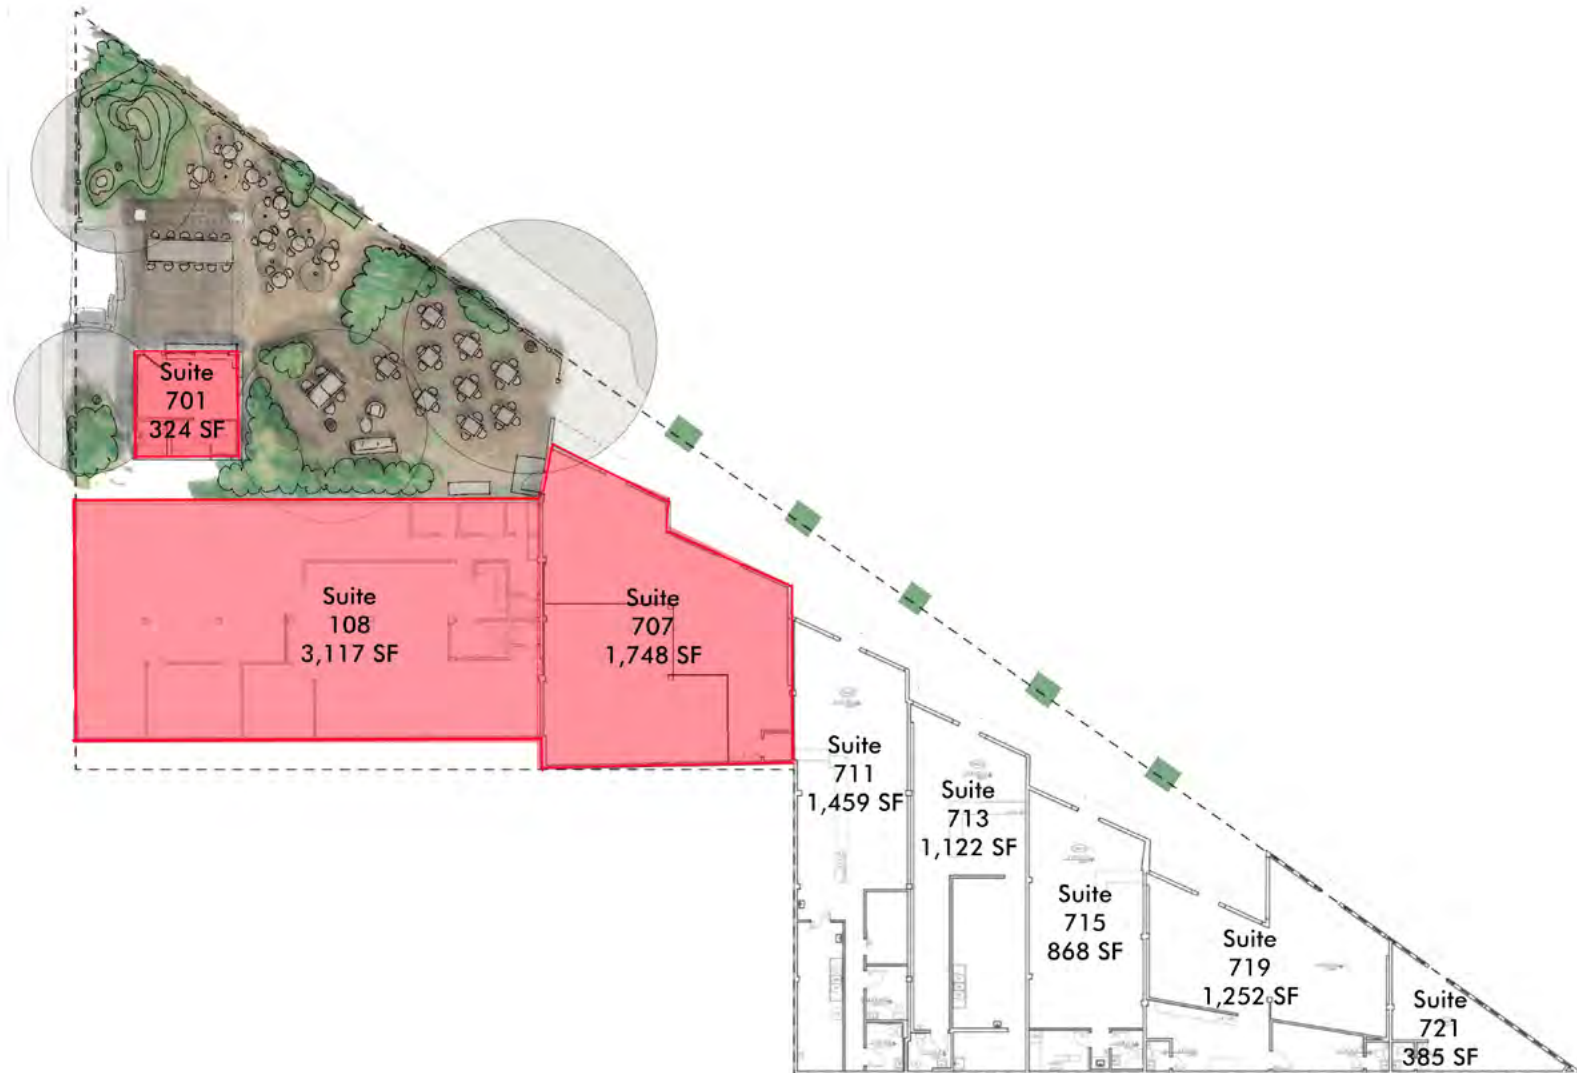 Suite
701
324 SF
Suite
108
3,117 SF
Suite
707
1,748 SF
Suite
711
1,459 SF
Suite
713
1,122 SF
Suite
715
868 SF
Suite
719
1,252 SF
Suite
721
385 SF